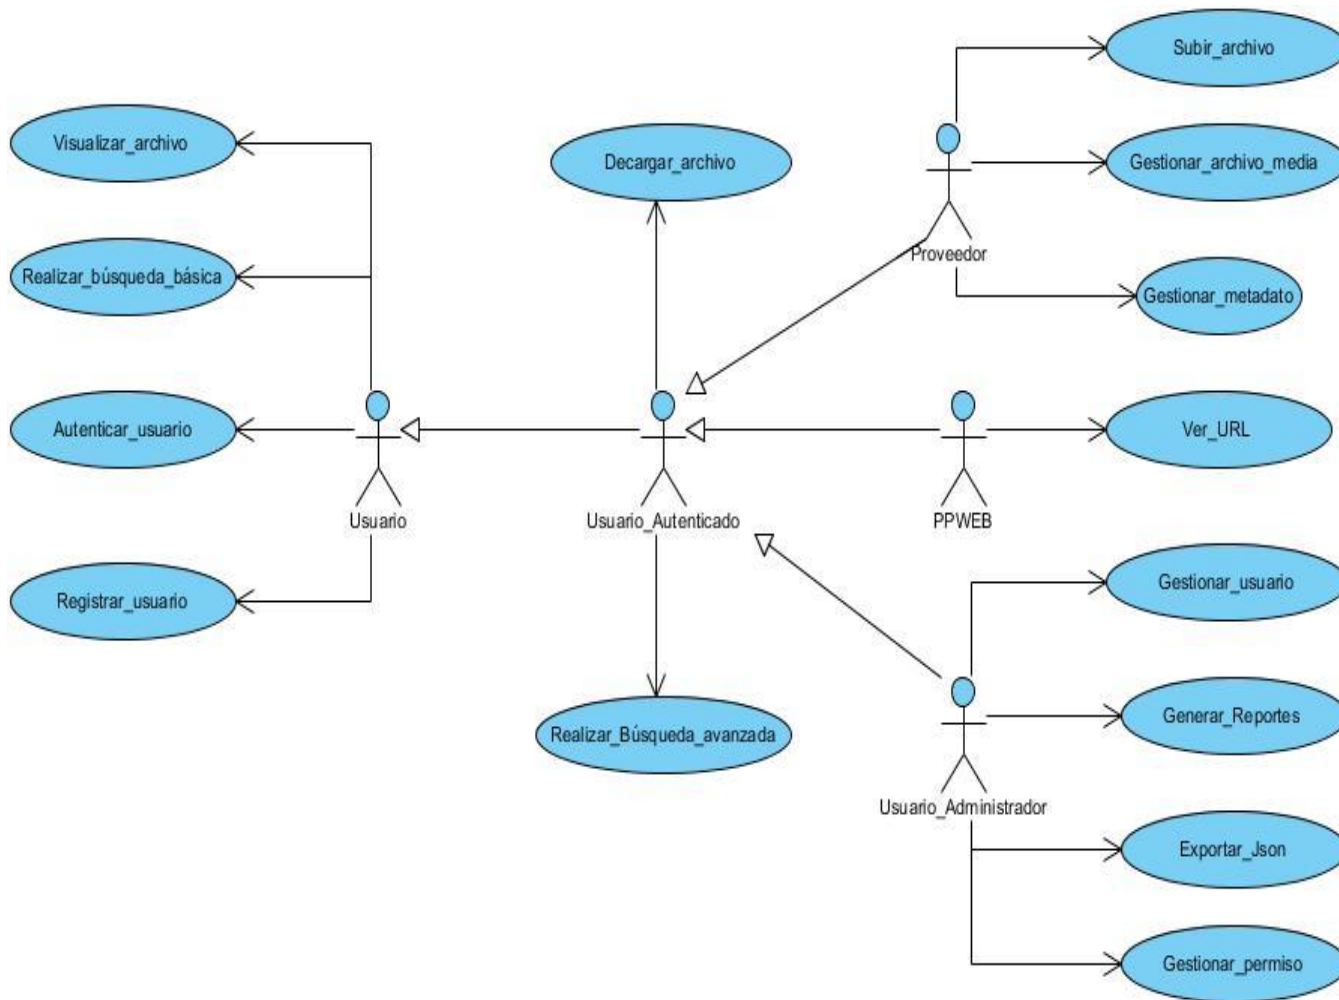 Subir_archivo
Visualizar_archivo
Decargar_archivo
Gestionar_archivo_media
Proveedor
Realizar_búsqueda_básica
Gestionar_metadato
Autenticar_usuario
Ver_URL
Usuario
Usuario_Autenticado
PPWEB
Registrar_usuario
Gestionar_usuario
Realizar_Búsqueda_avanzada
Generar_Reportes
Usuario_Administrador
Exportar_Json
Gestionar_permiso